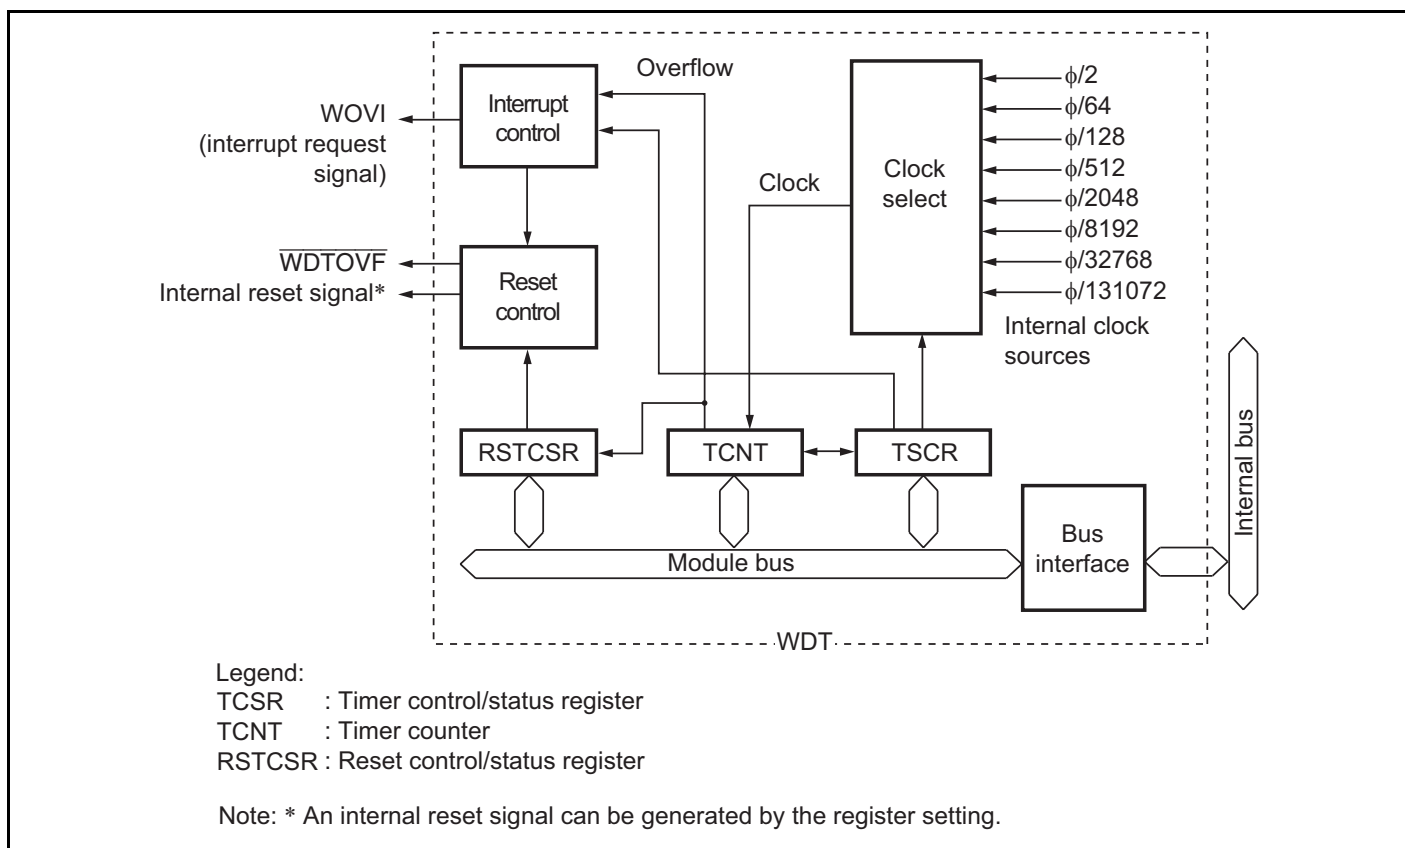 Overflow
Interrupt
control
WOVI
(interrupt request
signal)
Clock
Clock
select
ϕ/2
ϕ/64
ϕ/128
ϕ/512
ϕ/2048
ϕ/8192
ϕ/32768
ϕ/131072
Internal clock
sources
WDTOVF
Internal reset signal*
Reset
control
RSTCSR
TCNT
TSCR
Module bus
Bus
interface
Internal bus
WDT
Legend:
TCSR : Timer control/status register
TCNT : Timer counter
RSTCSR : Reset control/status register
Note: * An internal reset signal can be generated by the register setting.